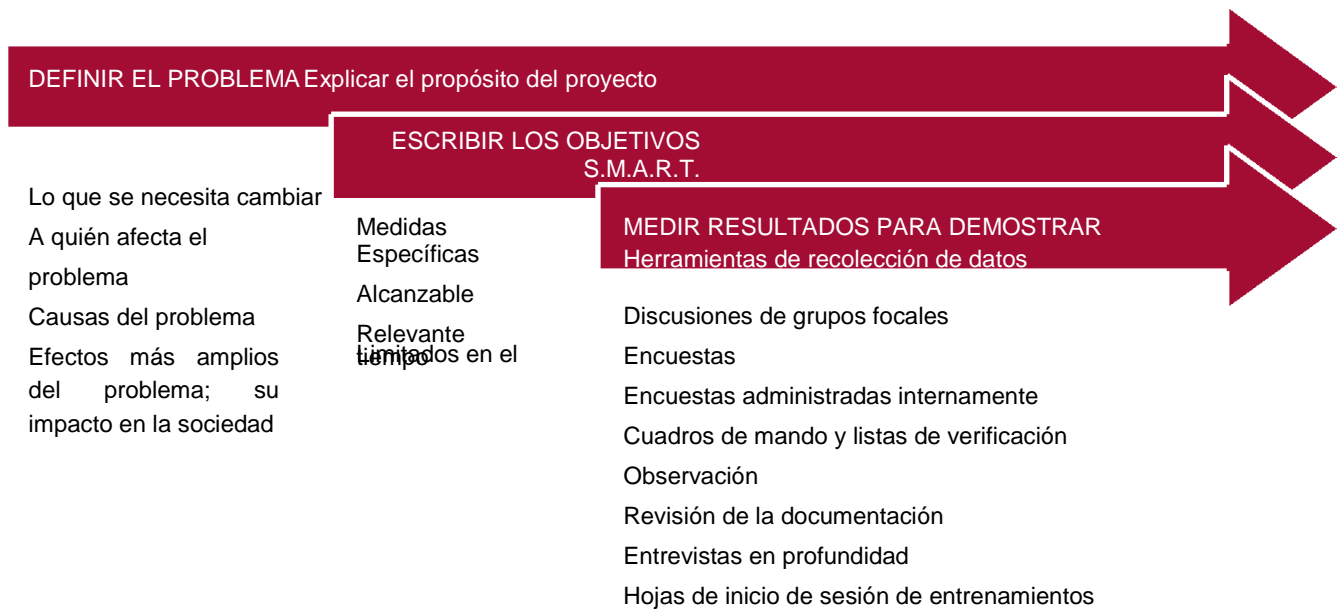 DEFINIR EL PROBLEMA Explicar el propósito del proyecto
Lo que se necesita cambiar
A quién afecta el
problema
Causas del problema
Efectos más amplios
del problema; su
impacto en la sociedad
ESCRIBIR LOS OBJETIVOS
S.M.A.R.T.
Medidas
Específicas
Alcanzable
Relevante
Limitados en el
tiempo
MEDIR RESULTADOS PARA DEMOSTRAR
Herramientas de recolección de datos
Discusiones de grupos focales
Encuestas
Encuestas administradas internamente
Cuadros de mando y listas de verificación
Observación
Revisión de la documentación
Entrevistas en profundidad
Hojas de inicio de sesión de entrenamientos